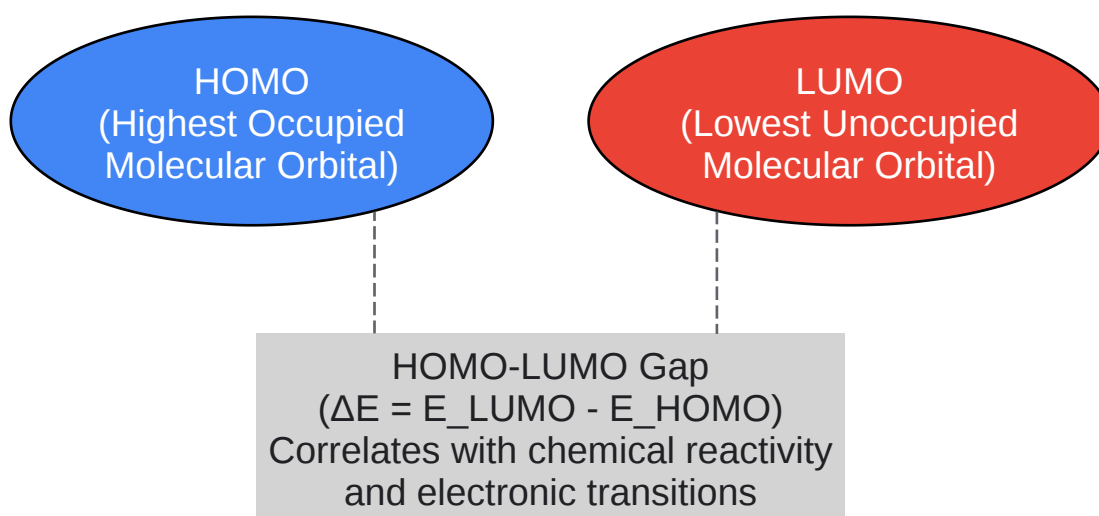 HOMO
(Highest Occupied
Molecular Orbital)
LUMO
(Lowest Unoccupied
Molecular Orbital)
HOMO-LUMO Gap
(ΔE = E_LUMO - E_HOMO)
Correlates with chemical reactivity
and electronic transitions